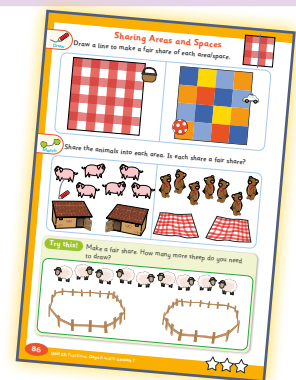 Sharing Areas and Spaces
Draw
Draw a line to make a fair share of each area/space.
Match
Share the animals into each area. Is each share a fair share?
Try this!
Make a fair share. How many more sheep do you need
to draw?
86